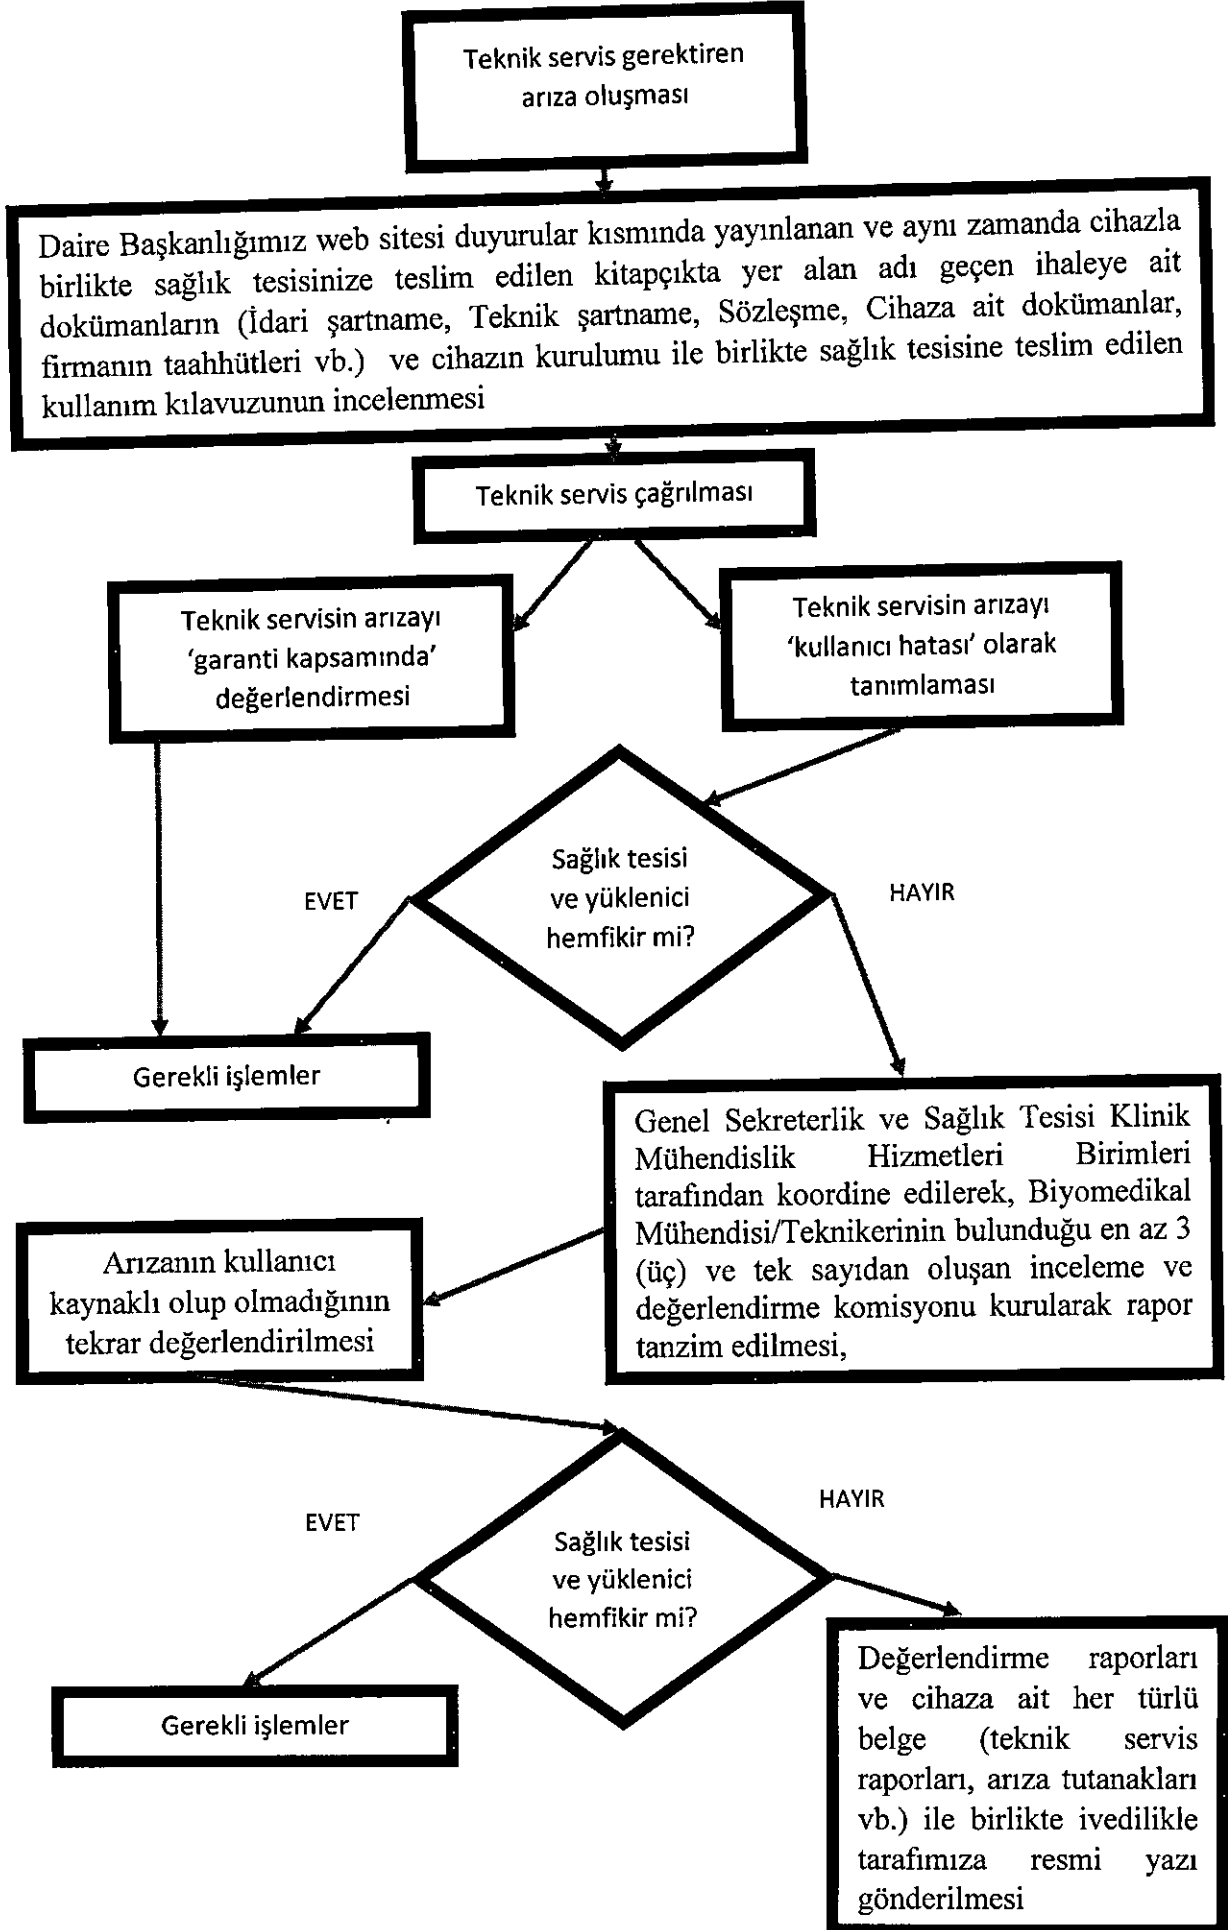 Teknik servis gerektiren
arıza oluşması
Daire Başkanlığımız web sitesi duyurular kısmında yayınlanan ve aynı zamanda cihazla
birlikte sağlık tesisinize teslim edilen kitapçıkta yer alan adı geçen ihaleye ait
dokümanların (İdari şartname, Teknik şartname, Sözleşme, Cihaza ait dokümanlar,
firmanın taahhütleri vb.) ve cihazın kurulumu ile birlikte sağlık tesisine teslim edilen
kullanım kılavuzunun incelenmesi
Teknik servis çağrılması
Teknik servisin arızayı
‘garanti kapsamında’
değerlendirmesi
Teknik servisin arızayı
‘kullanıcı hatası’ olarak
tanımlaması
Sağlık tesisi
ve yüklenici
hemfikir mi?
EVET
HAYIR
Gerekli işlemler
Genel Sekreterlik ve Sağlık Tesisi Klinik
Mühendislik Hizmetleri Birimleri
tarafından koordine edilerek, Biyomedikal
Mühendisi/Teknikerinin bulunduğu en az 3
(üç) ve tek sayıdan oluşan inceleme ve
değerlendirme komisyonu kurularak rapor
tanzim edilmesi,
Arızanın kullanıcı
kaynaklı olup olmadığının
tekrar değerlendirilmesi
EVET
HAYIR
Sağlık tesisi
ve yüklenici
hemfikir mi?
Gerekli işlemler
Değerlendirme raporları
ve cihaza ait her türlü
belge (teknik servis
raporları, arıza tutanakları
vb.) ile birlikte ivedilikle
tarafımıza resmi yazı
gönderilmesi